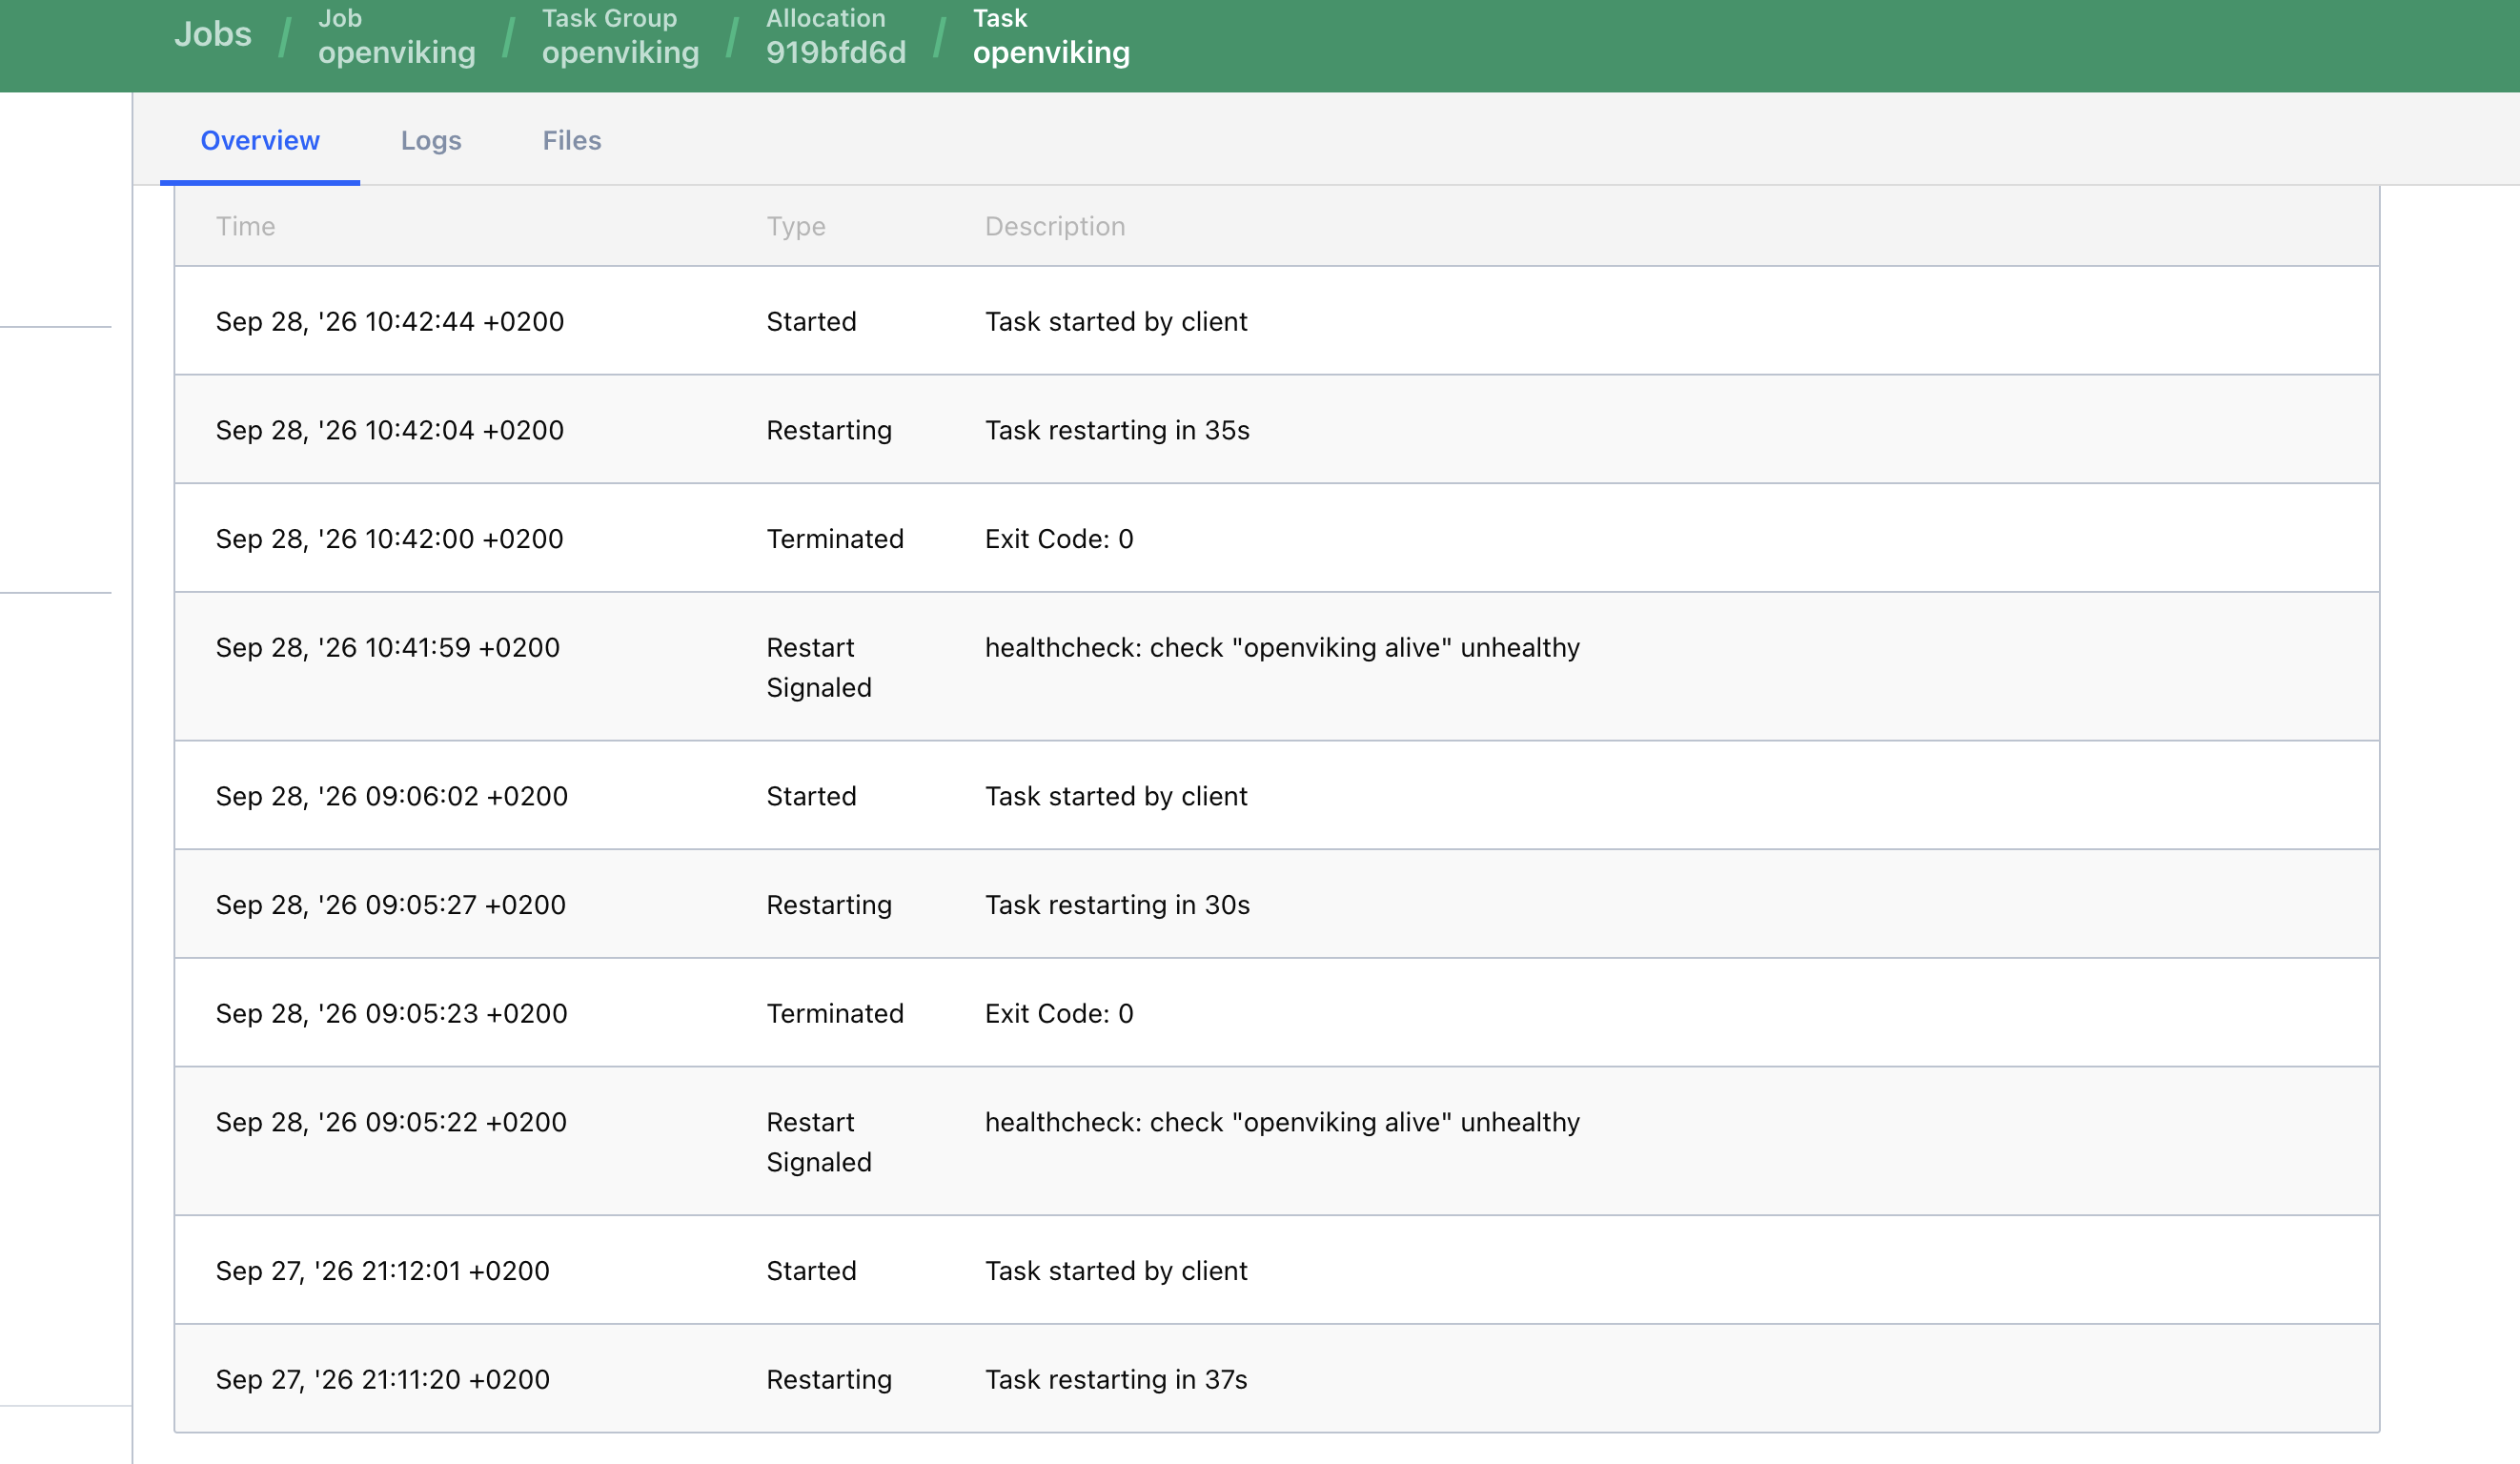 Jobs / Job openviking / Task Group openviking / Allocation 919bfd6d / Task openviking
Overview Logs Files
Time Type Description
Sep 28, '26 10:42:44 +0200 Started Task started by client
Sep 28, '26 10:42:04 +0200 Restarting Task restarting in 35s
Sep 28, '26 10:42:00 +0200 Terminated Exit Code: 0
Sep 28, '26 10:41:59 +0200 Restart Signaled healthcheck: check "openviking alive" unhealthy
Sep 28, '26 09:06:02 +0200 Started Task started by client
Sep 28, '26 09:05:27 +0200 Restarting Task restarting in 30s
Sep 28, '26 09:05:23 +0200 Terminated Exit Code: 0
Sep 28, '26 09:05:22 +0200 Restart Signaled healthcheck: check "openviking alive" unhealthy
Sep 27, '26 21:12:01 +0200 Started Task started by client
Sep 27, '26 21:11:20 +0200 Restarting Task restarting in 37s